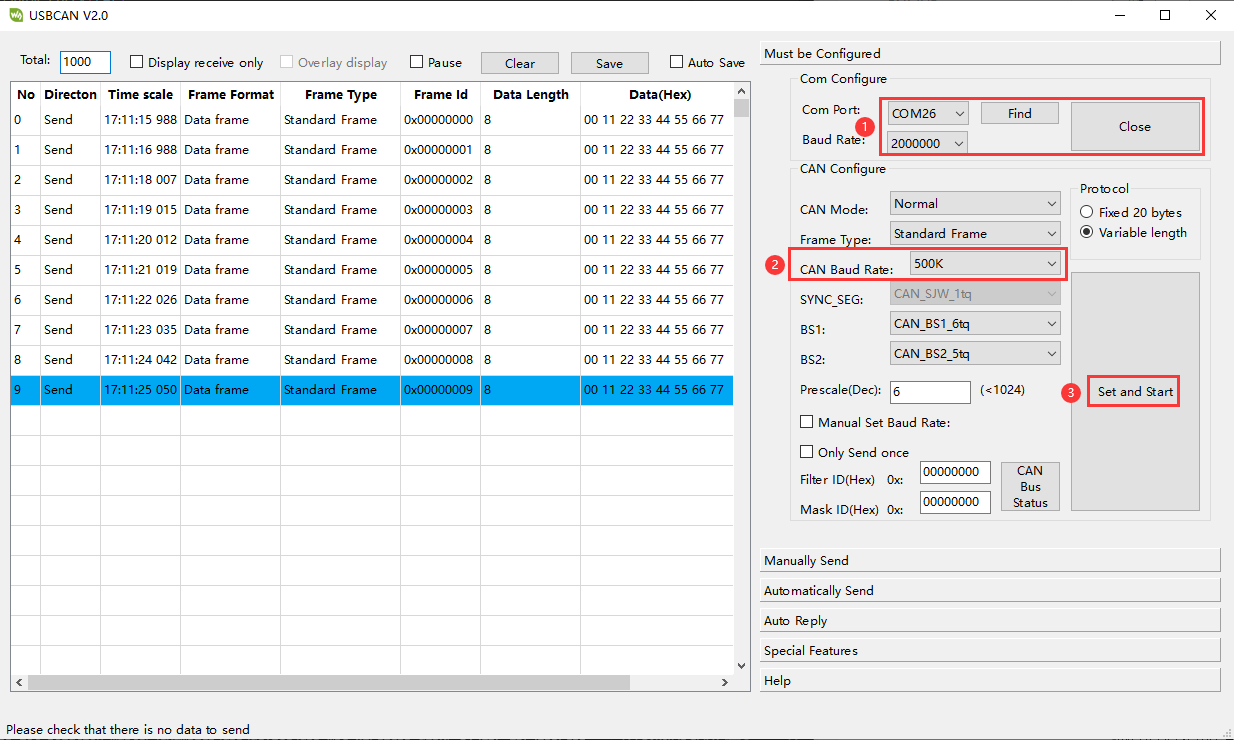 USBCAN V2.0
Total: 1000 Display receive only Overlay display Pause Clear Save Auto Save
No Directon Time scale Frame Format Frame Type Frame Id Data Length Data(Hex)
0 Send 17:11:15 988 Data frame Standard Frame 0x00000000 8 00 11 22 33 44 55 66 77
1 Send 17:11:16 988 Data frame Standard Frame 0x00000001 8 00 11 22 33 44 55 66 77
2 Send 17:11:18 007 Data frame Standard Frame 0x00000002 8 00 11 22 33 44 55 66 77
3 Send 17:11:19 015 Data frame Standard Frame 0x00000003 8 00 11 22 33 44 55 66 77
4 Send 17:11:20 012 Data frame Standard Frame 0x00000004 8 00 11 22 33 44 55 66 77
5 Send 17:11:21 019 Data frame Standard Frame 0x00000005 8 00 11 22 33 44 55 66 77
6 Send 17:11:22 026 Data frame Standard Frame 0x00000006 8 00 11 22 33 44 55 66 77
7 Send 17:11:23 035 Data frame Standard Frame 0x00000007 8 00 11 22 33 44 55 66 77
8 Send 17:11:24 042 Data frame Standard Frame 0x00000008 8 00 11 22 33 44 55 66 77
9 Send 17:11:25 050 Data frame Standard Frame 0x00000009 8 00 11 22 33 44 55 66 77
Must be Configured
Com Configure
Com Port: COM26 Find Close
1
Baud Rate: 2000000
CAN Configure
CAN Mode: Normal
Frame Type: Standard Frame
Protocol
Fixed 20 bytes
Variable length
2 CAN Baud Rate: 500K
SYNC_SEG: CAN_SJW_1tq
BS1: CAN_BS1_6tq
BS2: CAN_BS2_5tq
Prescale(Dec): 6 (<1024)
3 Set and Start
Manual Set Baud Rate:
Only Send once
Filter ID(Hex) 0x: 00000000
Mask ID(Hex) 0x: 00000000
CAN
Bus
Status
Manually Send
Automatically Send
Auto Reply
Special Features
Help
Please check that there is no data to send